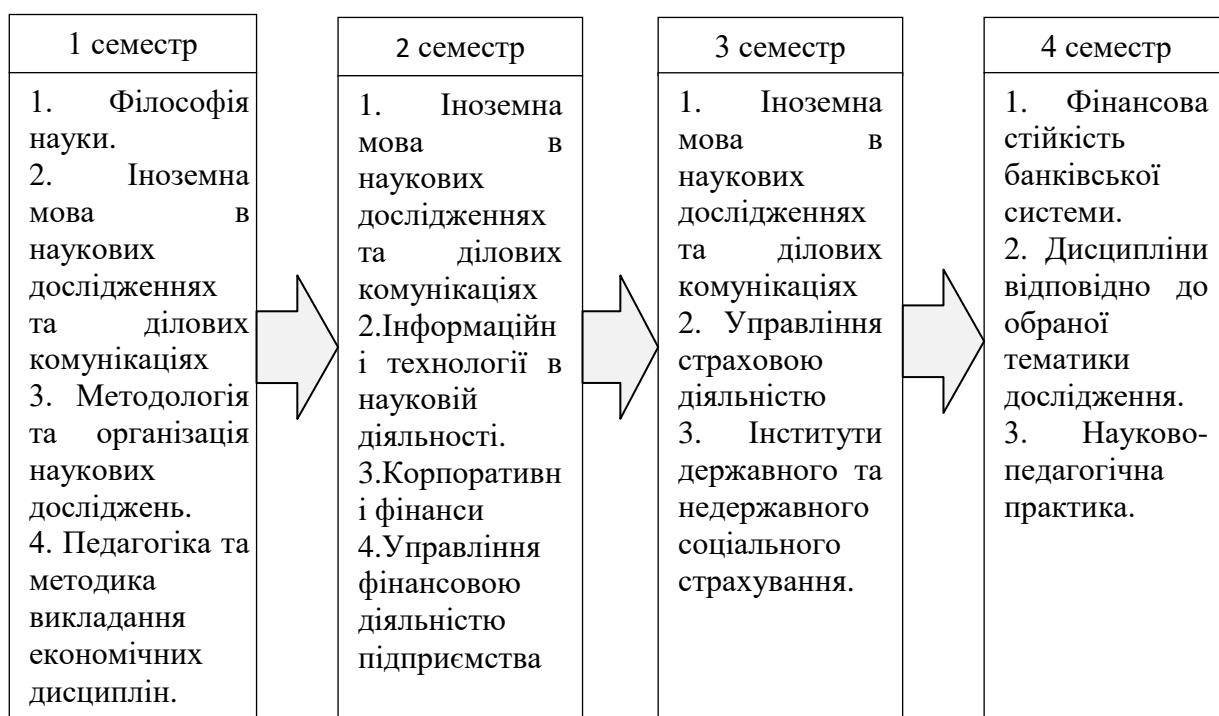 1 семестр
1. Філософія
науки.
2. Іноземна
мова в
наукових
дослідженнях
та ділових
комунікаціях
3. Методологія
та організація
наукових
досліджень.
4. Педагогіка та
методика
викладання
економічних
дисциплін.
2 семестр
1. Іноземна
мова в
наукових
дослідженнях
та ділових
комунікаціях
2.Інформаційн
і технології в
науковій
діяльності.
3.Корпоративн
і фінанси
4.Управління
фінансовою
діяльністю
підприємства
3 семестр
1. Іноземна
мова в
наукових
дослідженнях
та ділових
комунікаціях
2. Управління
страховою
діяльністю
3. Інститути
державного та
недержавного
соціального
страхування.
4 семестр
1. Фінансова
стійкість
банківської
системи.
2. Дисципліни
відповідно до
обраної
тематики
дослідження.
3. Науково-
педагогічна
практика.